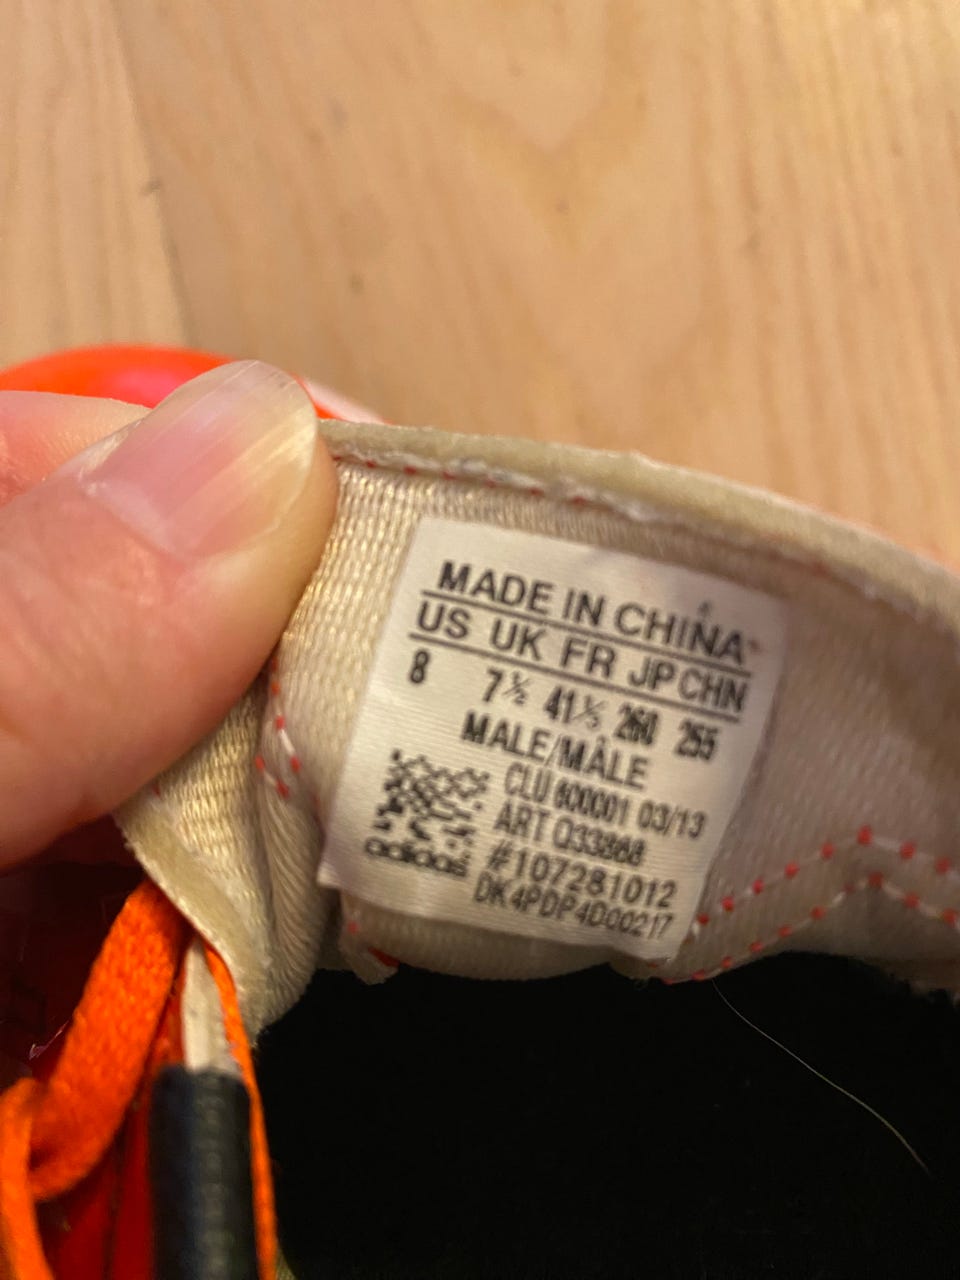 MADE IN CHINA
US UK FR JP CHN
8 7½ 41⅓ 260 255
MALE/MÂLE
CLU 600001 03/13
ART Q33868
#107281012
DK4PDP4D00217
adidas